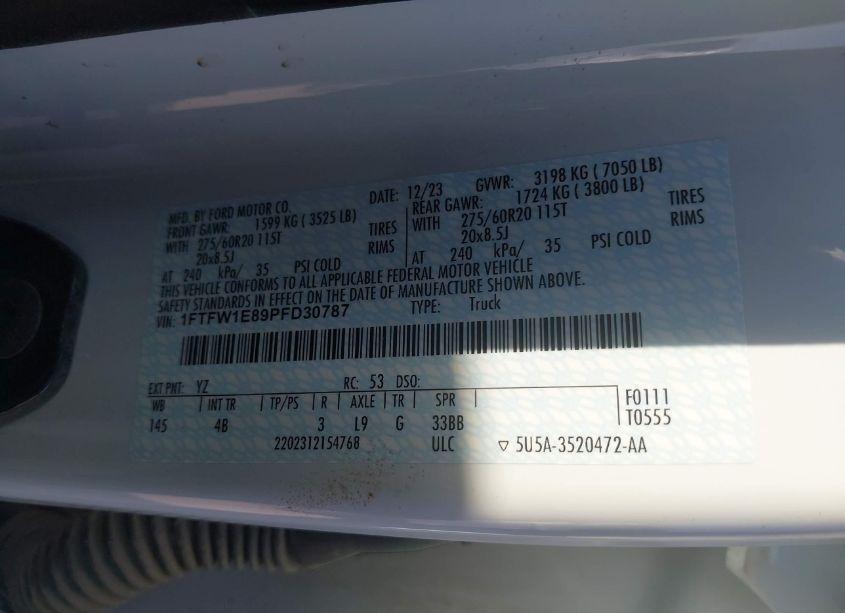 MFD. BY FORD MOTOR CO. DATE: 12/23 GVWR: 3198 KG ( 7050 LB)
FRONT GAWR: 1599 KG ( 3525 LB) REAR GAWR: 1724 KG ( 3800 LB)
WITH 275/60R20 115T TIRES WITH 275/60R20 115T TIRES
20x8.5J RIMS 20x8.5J RIMS
AT 240 kPa/ 35 PSI COLD AT 240 kPa/ 35 PSI COLD
THIS VEHICLE CONFORMS TO ALL APPLICABLE FEDERAL MOTOR VEHICLE
SAFETY STANDARDS IN EFFECT ON THE DATE OF MANUFACTURE SHOWN ABOVE.
VIN: 1FTFW1E89PFD30787 TYPE: Truck
EXT PNT: YZ RC: 53 DSO:
WB INT TR TP/PS R AXLE TR SPR F0111
145 4B 3 L9 G 33BB T0555
2202312154768 ULC ▽ 5U5A-3520472-AA